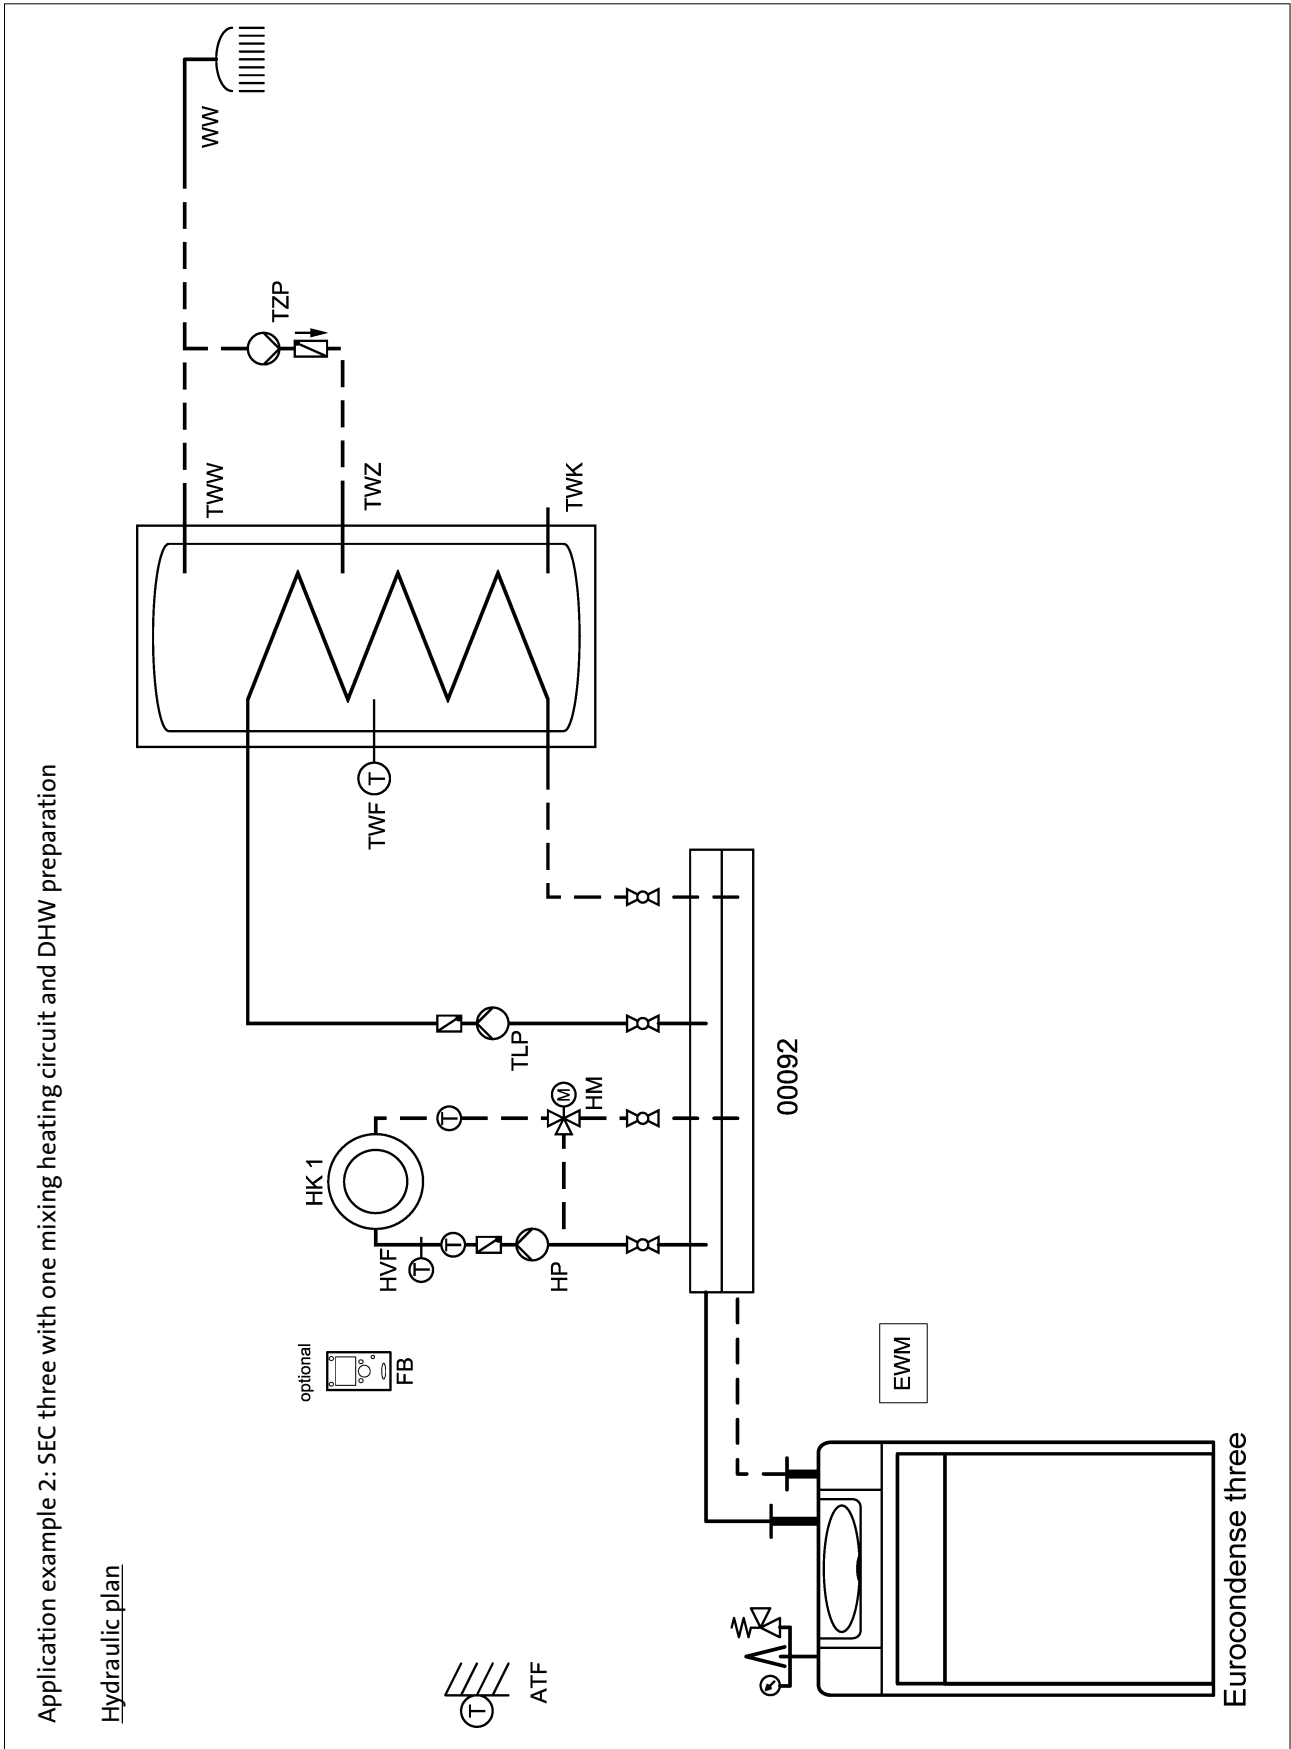 Application example 2: SEC three with one mixing heating circuit and DHW preparation
Hydraulic plan
WW
TZP
TWW
TWZ
TWK
TWF
T
TLP
HK 1
T
M
HM
HVF
T
T
HP
optional
FB
00092
EWM
T
ATF
Eurocondense three